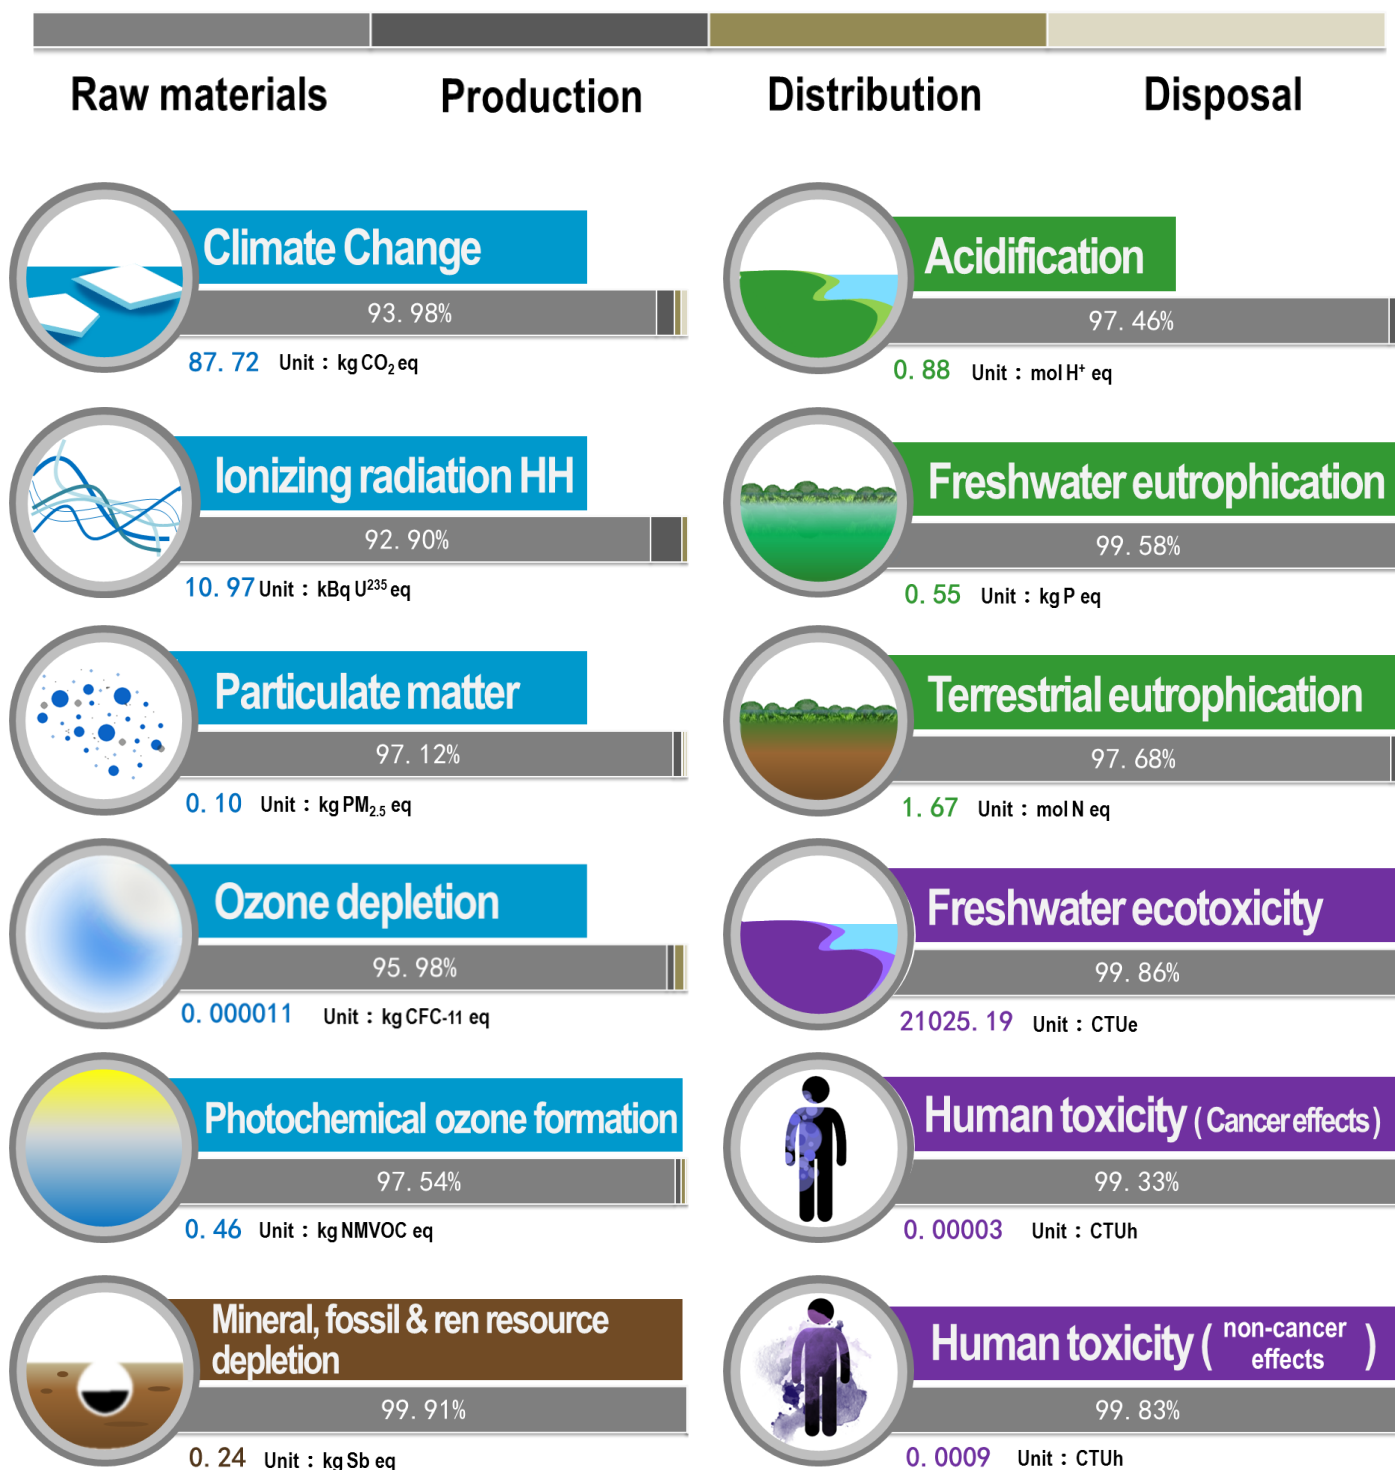 Raw materials
Production
Distribution
Disposal
Climate Change
93.98%
87.72 Unit：kg CO₂ eq
Ionizing radiation HH
92.90%
10.97 Unit：kBq U²³⁵ eq
Particulate matter
97.12%
0.10 Unit：kg PM₂.₅ eq
Ozone depletion
95.98%
0.000011 Unit：kg CFC-11 eq
Photochemical ozone formation
97.54%
0.46 Unit：kg NMVOC eq
Mineral, fossil & ren resource
depletion
99.91%
0.24 Unit：kg Sb eq
Acidification
97.46%
0.88 Unit：mol H⁺ eq
Freshwater eutrophication
99.58%
0.55 Unit：kg P eq
Terrestrial eutrophication
97.68%
1.67 Unit：mol N eq
Freshwater ecotoxicity
99.86%
21025.19 Unit：CTUe
Human toxicity (Cancer effects)
99.33%
0.00003 Unit：CTUh
Human toxicity (non-cancer
effects)
99.83%
0.0009 Unit：CTUh